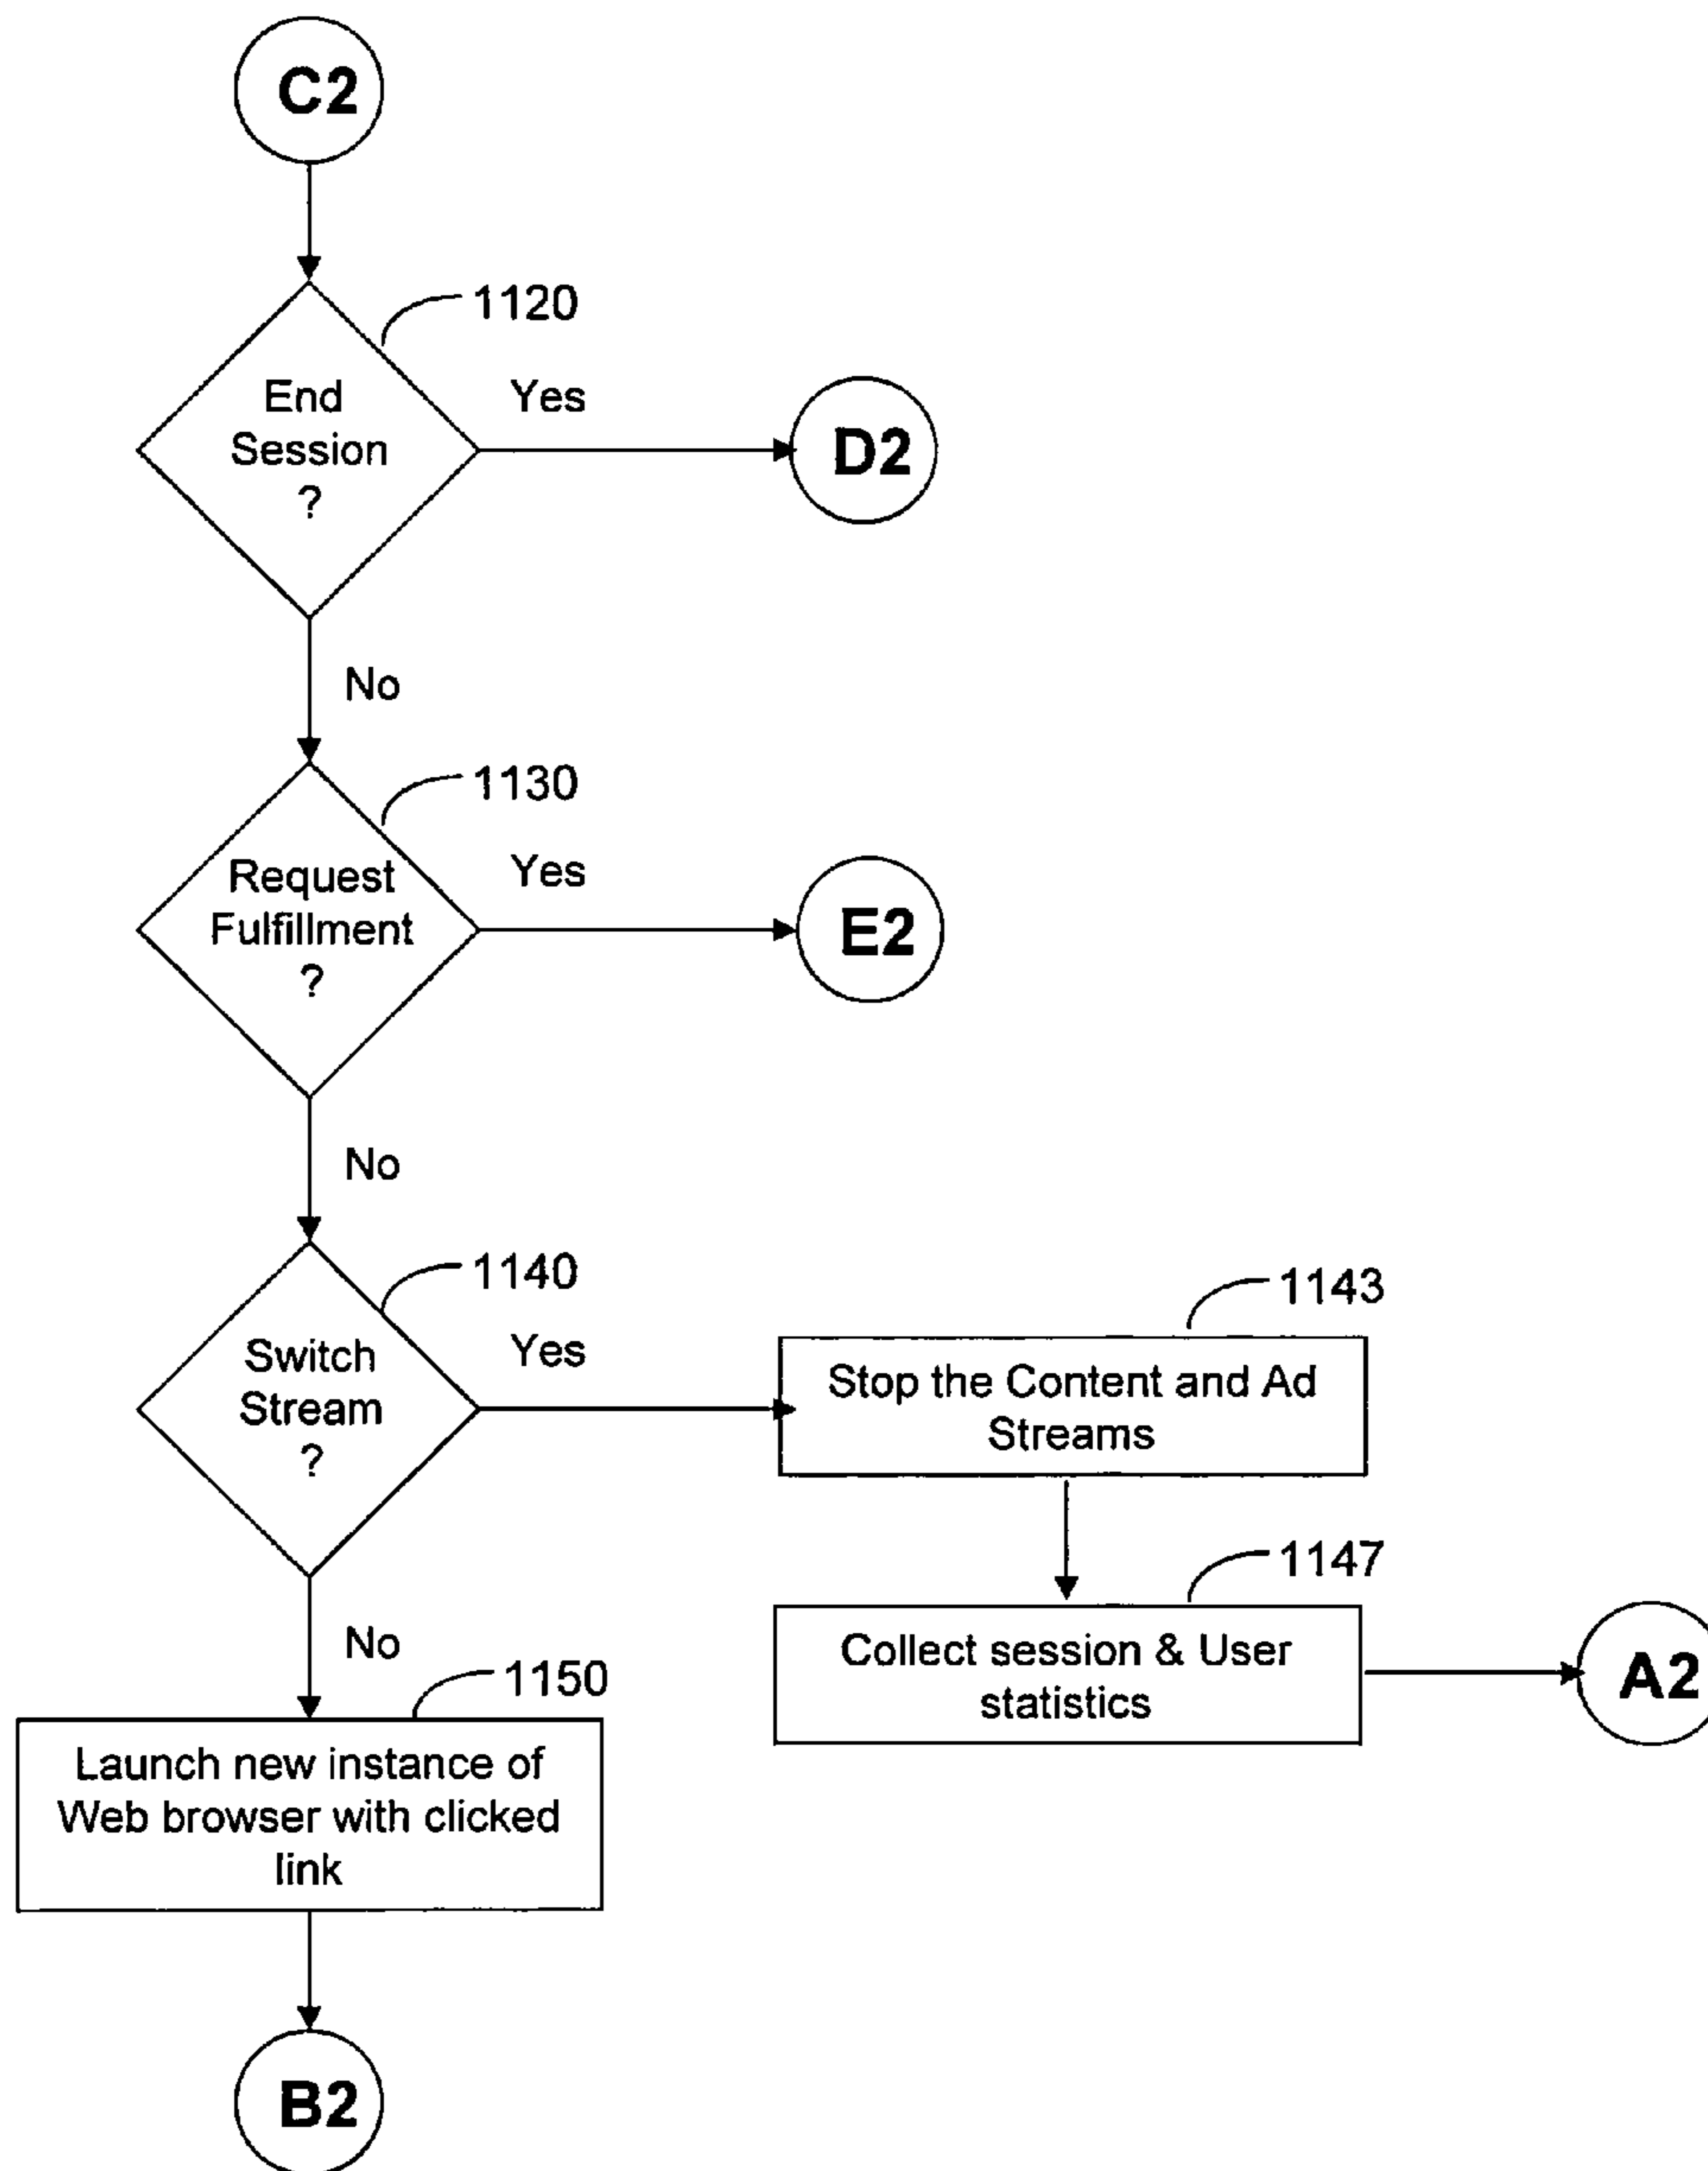 C2
1120
End
Session
?
Yes
D2
No
1130
Request
Fulfillment
?
Yes
E2
No
1140
Switch
Stream
?
Yes
1143
Stop the Content and Ad
Streams
1147
Collect session & User
statistics
A2
No
1150
Launch new instance of
Web browser with clicked
link
B2